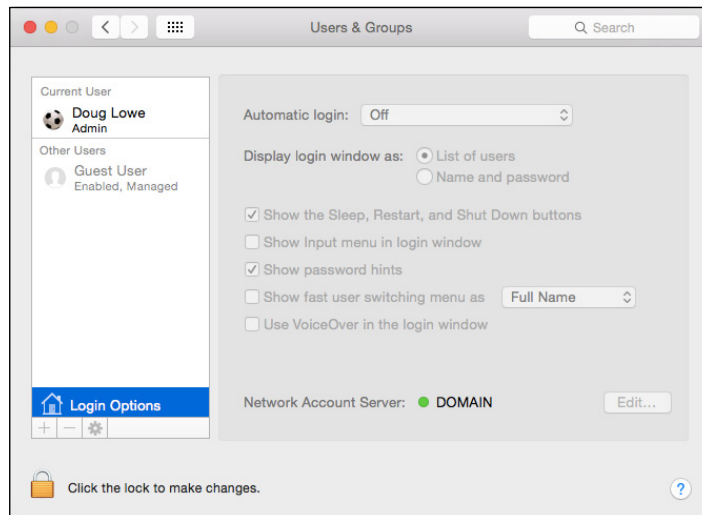 Users & Groups
Search
Current User
Doug Lowe
Admin
Other Users
Guest User
Enabled, Managed
Login Options
Automatic login: Off
Display login window as: List of users
Name and password
Show the Sleep, Restart, and Shut Down buttons
Show Input menu in login window
Show password hints
Show fast user switching menu as Full Name
Use VoiceOver in the login window
Network Account Server: DOMAIN Edit...
Click the lock to make changes.
?